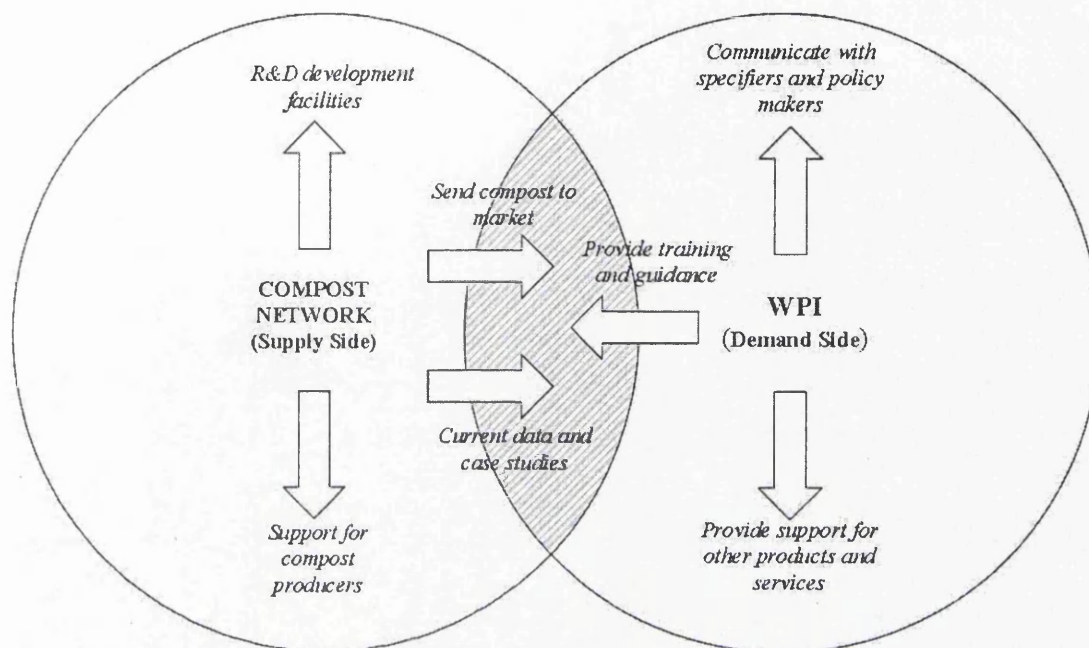 R&D development
facilities
Communicate with
specifiers and policy
makers
Send compost to
market
Provide training
and guidance
COMPOST
NETWORK
(Supply Side)
WPI
(Demand Side)
Current data and
case studies
Support for
compost
producers
Provide support for
other products and
services